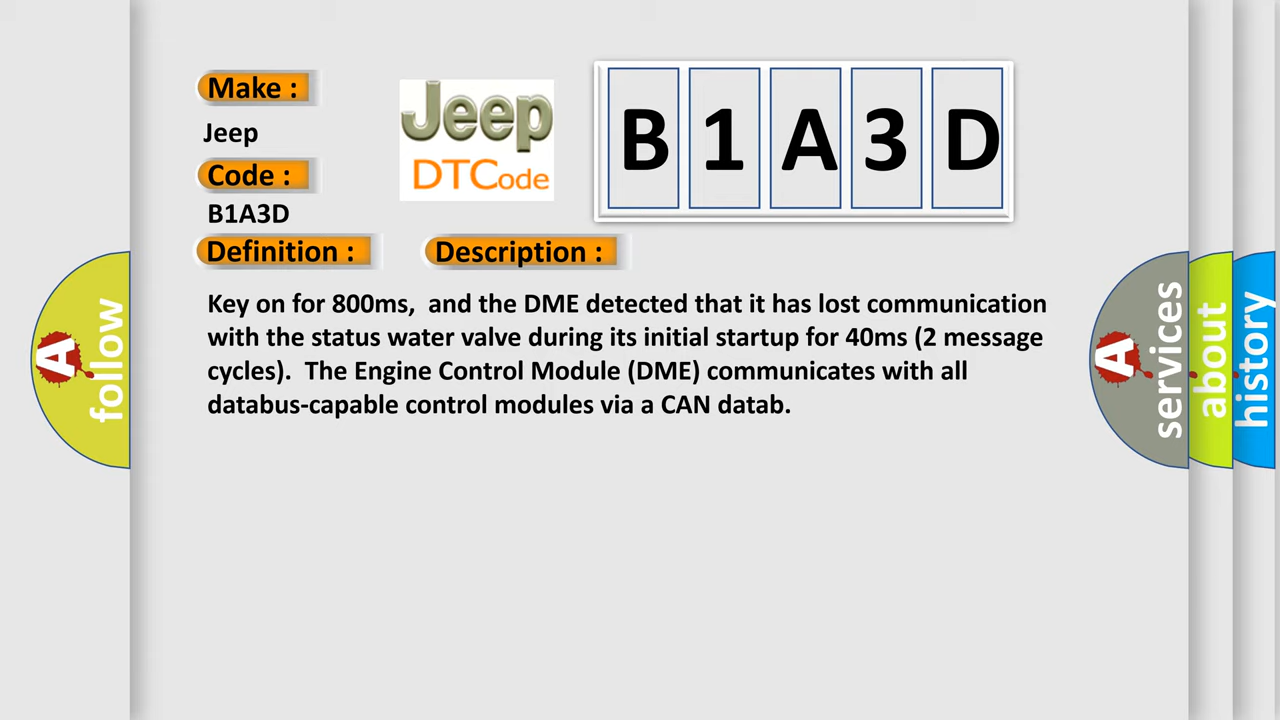 Make :
Jeep
Code :
B1A3D
Definition :
Description :
Jeep
DTCode
B 1 A 3 D
Key on for 800ms,  and the DME detected that it has lost communication
with the status water valve during its initial startup for 40ms (2 message
cycles).  The Engine Control Module (DME) communicates with all
databus-capable control modules via a CAN datab.
A follow
A services
about
history